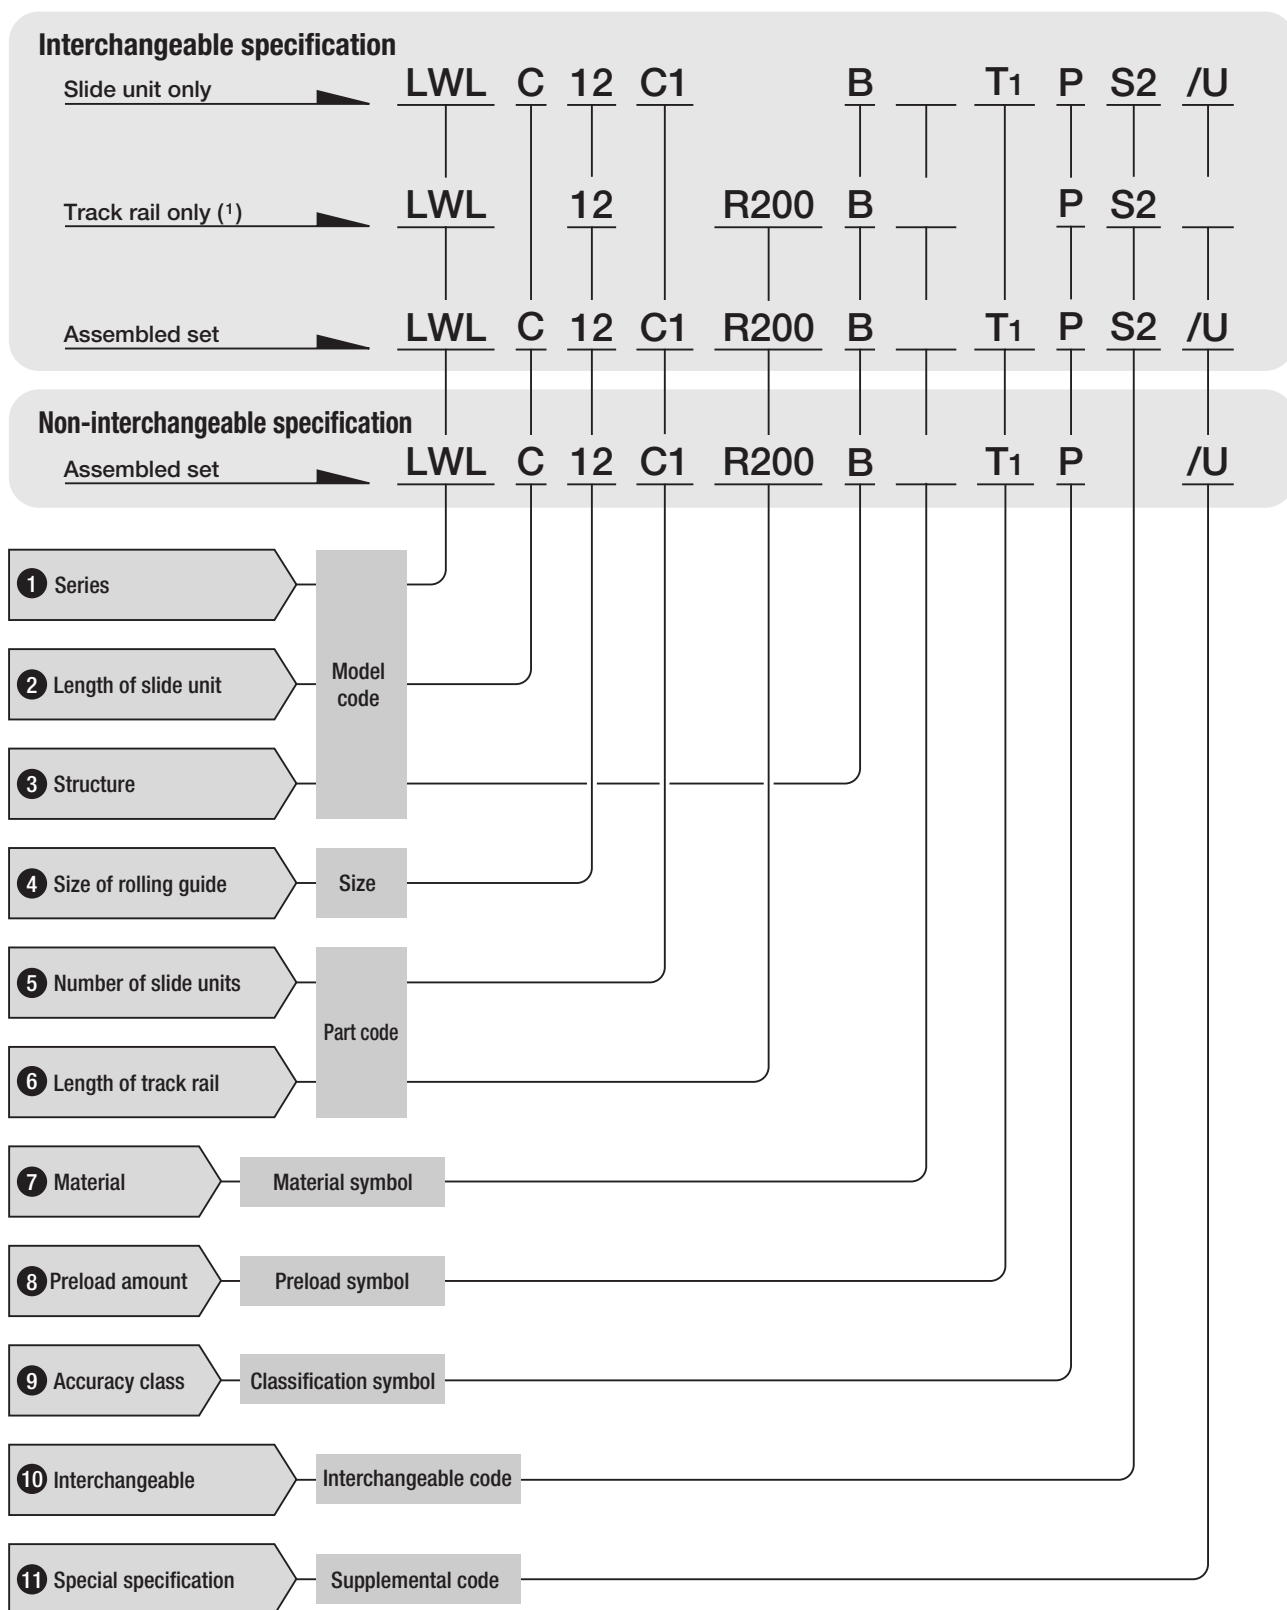 Interchangeable specification
Slide unit only LWL C 12 C1 B T1 P S2 /U
Track rail only (1) LWL 12 R200 B P S2
Assembled set LWL C 12 C1 R200 B T1 P S2 /U
Non-interchangeable specification
Assembled set LWL C 12 C1 R200 B T1 P /U
1 Series
2 Length of slide unit
Model
code
3 Structure
4 Size of rolling guide Size
5 Number of slide units
Part code
6 Length of track rail
7 Material Material symbol
8 Preload amount Preload symbol
9 Accuracy class Classification symbol
10 Interchangeable Interchangeable code
11 Special specification Supplemental code